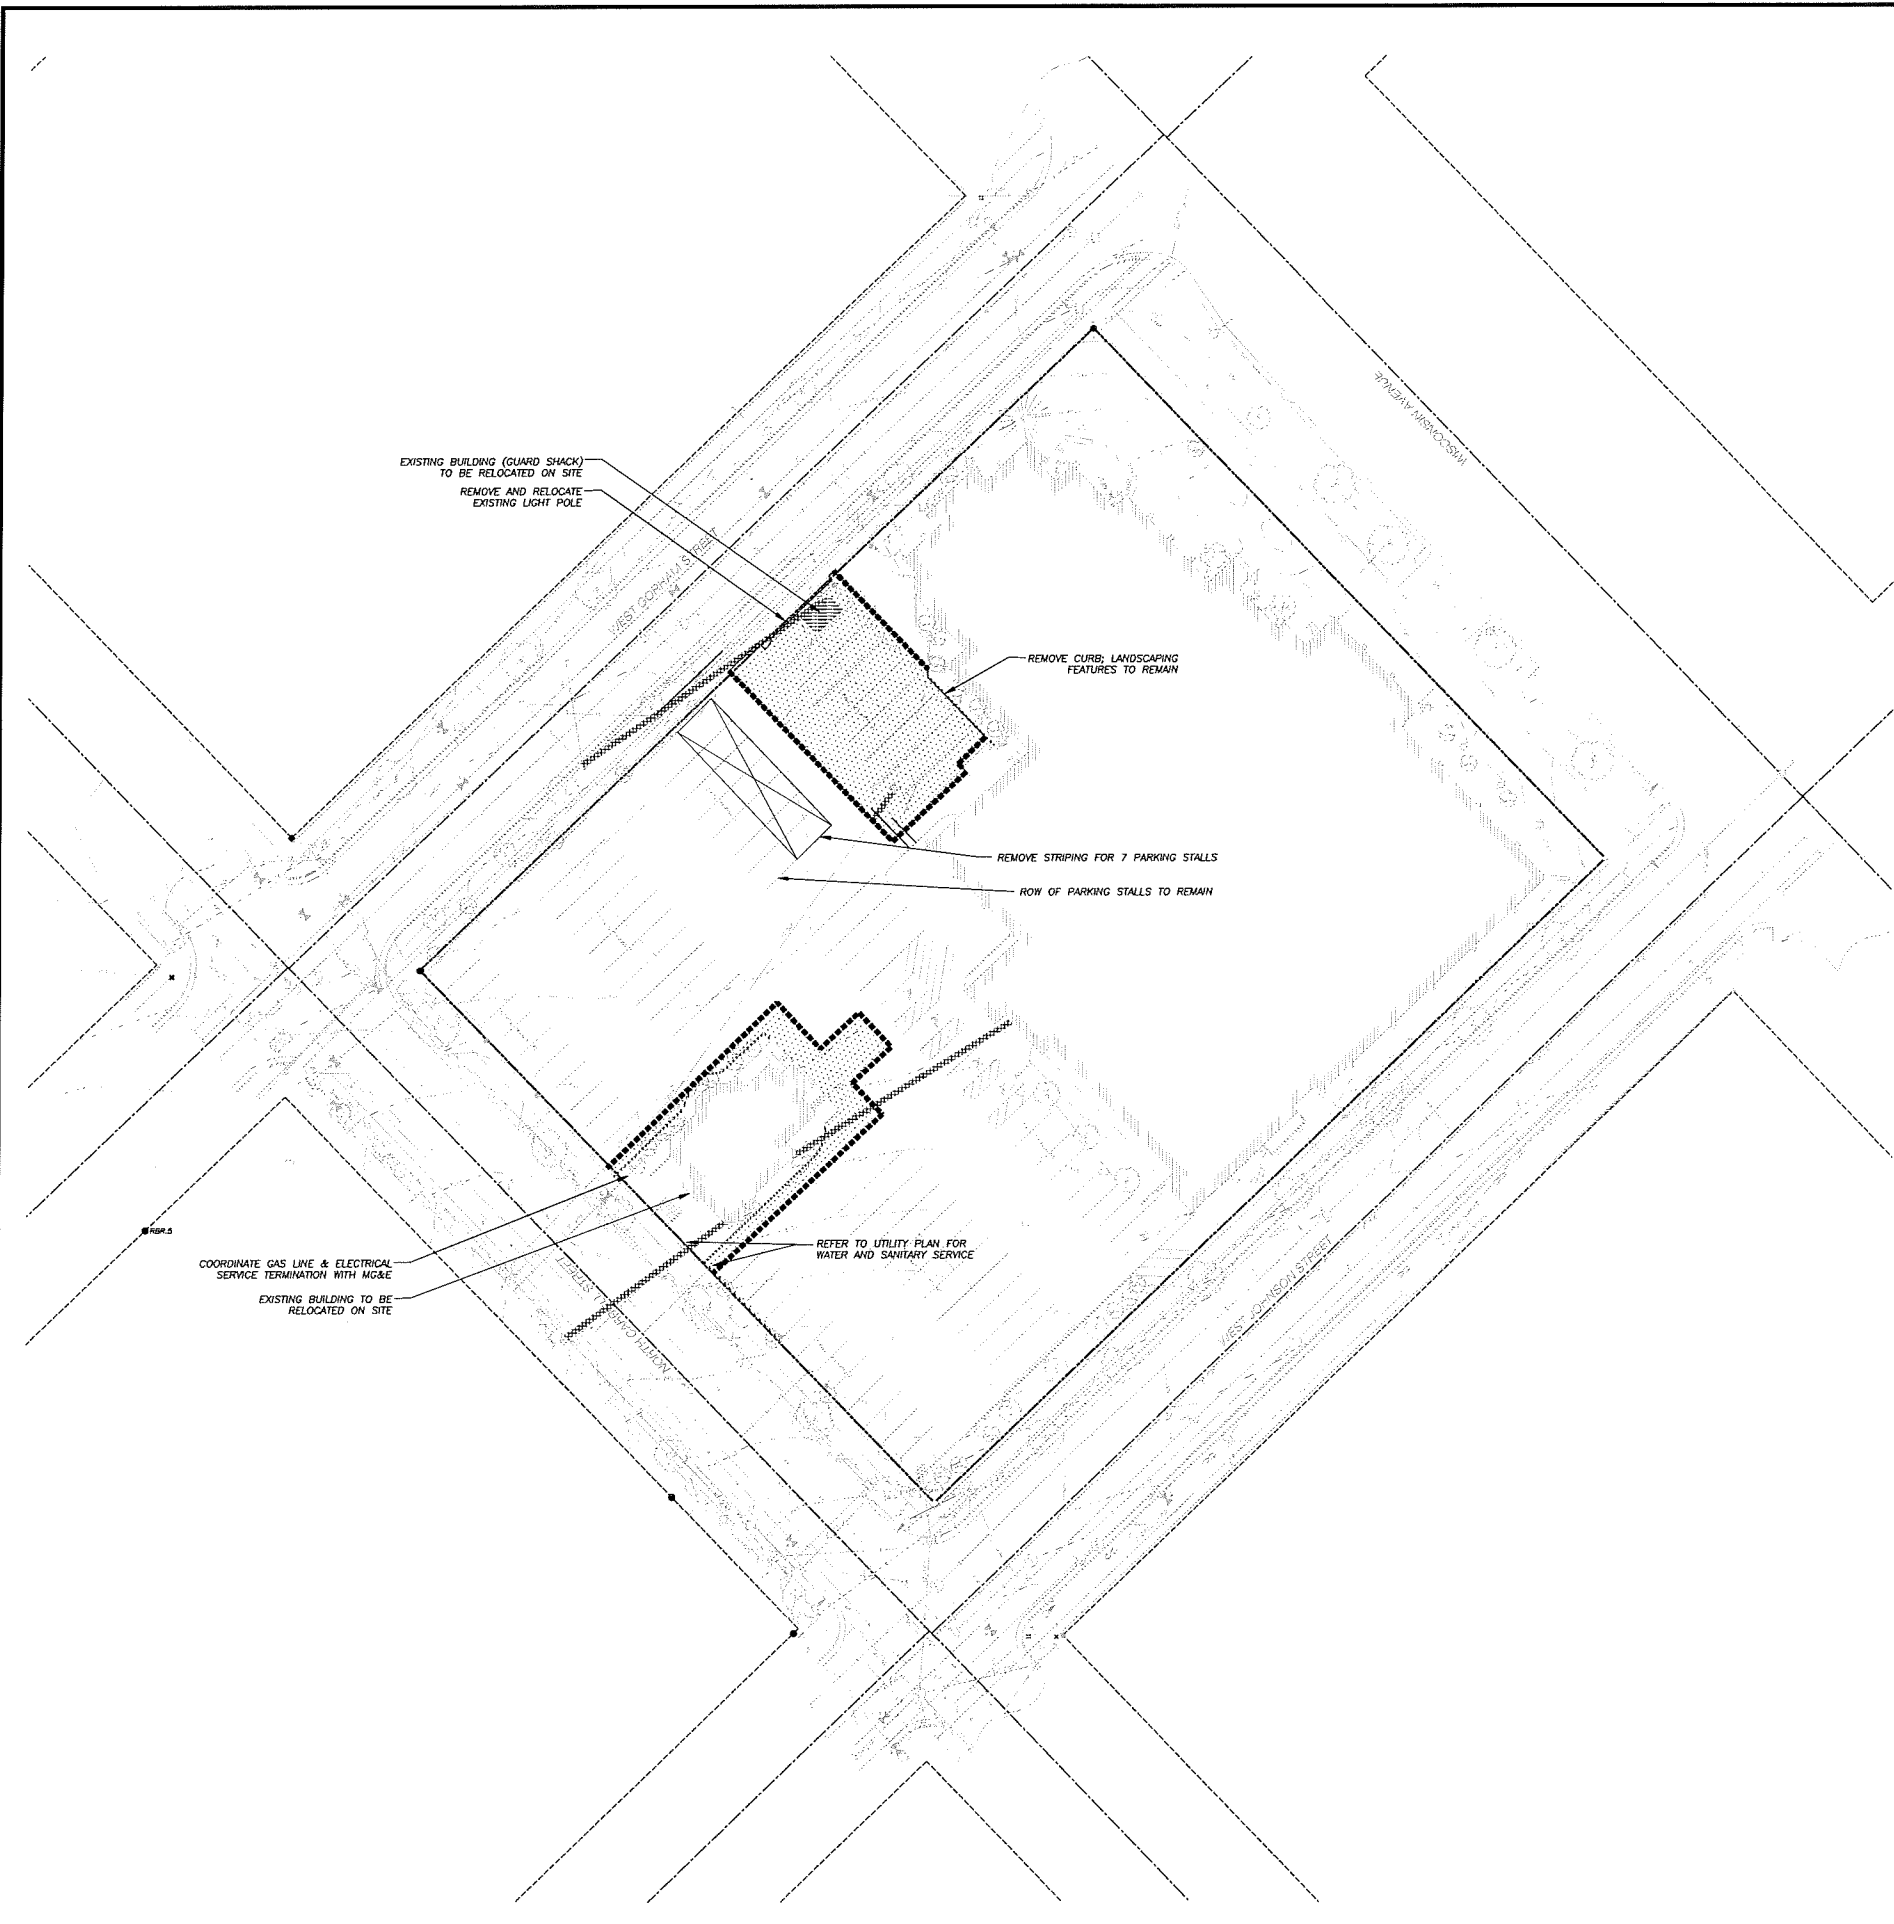 WISCONSIN AVENUE
EXISTING BUILDING (GUARD SHACK)
TO BE RELOCATED ON SITE
REMOVE AND RELOCATE
EXISTING LIGHT POLE
WEST GORHAM STREET
REMOVE CURB; LANDSCAPING
FEATURES TO REMAIN
REMOVE STRIPING FOR 7 PARKING STALLS
ROW OF PARKING STALLS TO REMAIN
REFER TO UTILITY PLAN FOR
WATER AND SANITARY SERVICE
COORDINATE GAS LINE & ELECTRICAL
SERVICE TERMINATION WITH MG&E
EXISTING BUILDING TO BE
RELOCATED ON SITE
WEST JOHNSON STREET
NORTH CARROLL STREET